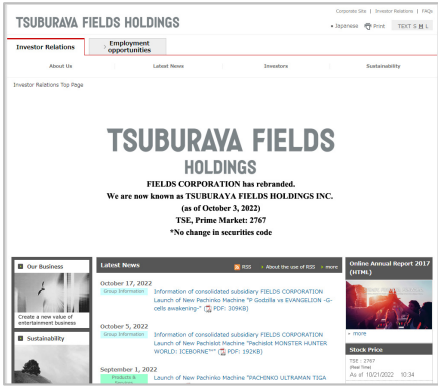 Corporate Site | Investor Relations | FAQs
TSUBURAYA FIELDS HOLDINGS
Japanese Print TEXT S M L
Investor Relations
Employment
opportunities
About Us Latest News Investors Sustainability
Investor Relations Top Page
TSUBURAYA FIELDS
HOLDINGS
FIELDS CORPORATION has rebranded.
We are now known as TSUBURAYA FIELDS HOLDINGS INC.
(as of October 3, 2022)
TSE, Prime Market: 2767
*No change in securities code
Our Business
Create a new value of
entertainment business
Sustainability
Latest News
RSS About the use of RSS more
October 17, 2022
Group Information
Information of consolidated subsidiary FIELDS CORPORATION
Launch of New Pachinko Machine "P Godzilla vs EVANGELION -G-
cells awakening-" (PDF: 309KB]
October 5, 2022
Group Information
Information of consolidated subsidiary FIELDS CORPORATION
Launch of New Pachislot Machine "Pachislot MONSTER HUNTER
WORLD: ICEBORNE™" (PDF: 192KB]
September 1, 2022
Products &
Launch of New Pachinko Machine "PACHINKO ULTRAMAN TIGA
Online Annual Report 2017
(HTML)
more
Stock Price
TSE : 2767
(Real Time)
As of 10/21/2022 10:34